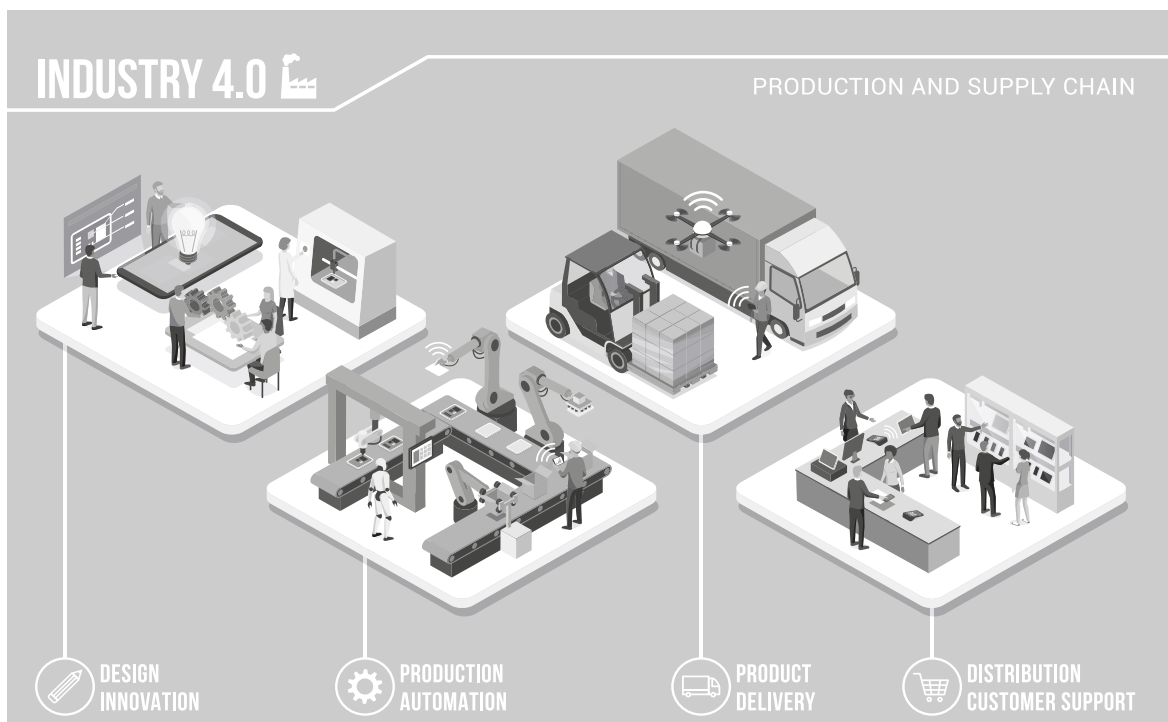 INDUSTRY 4.0
PRODUCTION AND SUPPLY CHAIN
DESIGN
INNOVATION
PRODUCTION
AUTOMATION
PRODUCT
DELIVERY
DISTRIBUTION
CUSTOMER SUPPORT